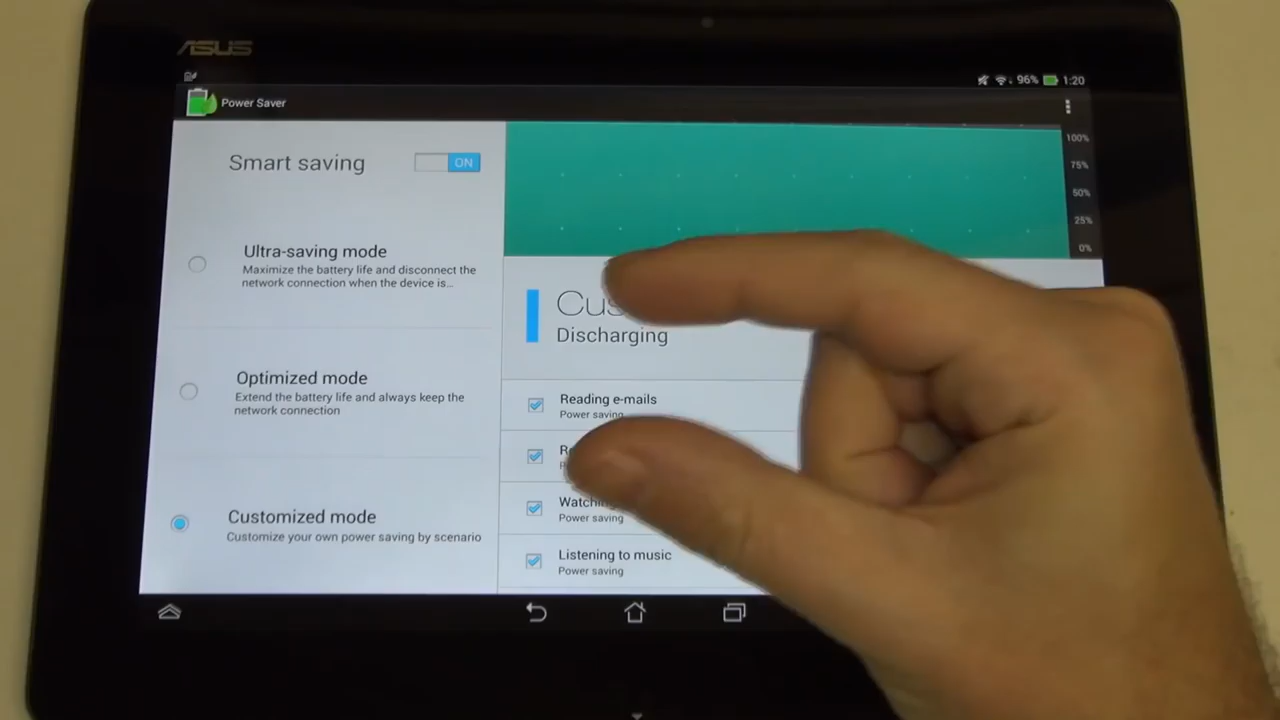 ASUS
96% 1:20
Power Saver
Smart saving
ON
Ultra-saving mode
Maximize the battery life and disconnect the
network connection when the device is...
Optimized mode
Extend the battery life and always keep the
network connection
Customized mode
Customize your own power saving by scenario
100%
75%
50%
25%
0%
Discharging
Reading e-mails
Power saving
Watching
Power saving
Listening to music
Power saving